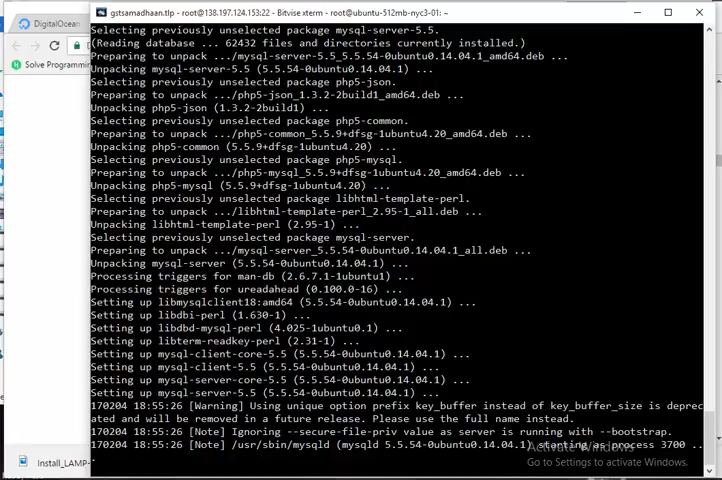 gstsamadhaan.tlp - root@138.197.124.153:22 - Bitvise xterm - root@ubuntu-512mb-nyc3-01: ~
DigitalOcean
Solve Programmin
Selecting previously unselected package mysql-server-5.5.
(Reading database ... 62432 files and directories currently installed.)
Preparing to unpack .../mysql-server-5.5_5.5.54-0ubuntu0.14.04.1_amd64.deb ...
Unpacking mysql-server-5.5 (5.5.54-0ubuntu0.14.04.1) ...
Selecting previously unselected package php5-json.
Preparing to unpack .../php5-json_1.3.2-2build1_amd64.deb ...
Unpacking php5-json (1.3.2-2build1) ...
Selecting previously unselected package php5-common.
Preparing to unpack .../php5-common_5.5.9+dfsg-1ubuntu4.20_amd64.deb ...
Unpacking php5-common (5.5.9+dfsg-1ubuntu4.20) ...
Selecting previously unselected package php5-mysql.
Preparing to unpack .../php5-mysql_5.5.9+dfsg-1ubuntu4.20_amd64.deb ...
Unpacking php5-mysql (5.5.9+dfsg-1ubuntu4.20) ...
Selecting previously unselected package libhtml-template-perl.
Preparing to unpack .../libhtml-template-perl_2.95-1_all.deb ...
Unpacking libhtml-template-perl (2.95-1) ...
Selecting previously unselected package mysql-server.
Preparing to unpack .../mysql-server_5.5.54-0ubuntu0.14.04.1_all.deb ...
Unpacking mysql-server (5.5.54-0ubuntu0.14.04.1) ...
Processing triggers for man-db (2.6.7.1-1ubuntu1) ...
Processing triggers for ureadahead (0.100.0-16) ...
Setting up libmysqlclient18:amd64 (5.5.54-0ubuntu0.14.04.1) ...
Setting up libdbi-perl (1.630-1) ...
Setting up libdbd-mysql-perl (4.025-1ubuntu0.1) ...
Setting up libterm-readkey-perl (2.31-1) ...
Setting up mysql-client-core-5.5 (5.5.54-0ubuntu0.14.04.1) ...
Setting up mysql-client-5.5 (5.5.54-0ubuntu0.14.04.1) ...
Setting up mysql-server-core-5.5 (5.5.54-0ubuntu0.14.04.1) ...
Setting up mysql-server-5.5 (5.5.54-0ubuntu0.14.04.1) ...
170204 18:55:26 [Warning] Using unique option prefix key_buffer instead of key_buffer_size is deprec
ated and will be removed in a future release. Please use the full name instead.
170204 18:55:26 [Note] Ignoring --secure-file-priv value as server is running with --bootstrap.
170204 18:55:26 [Note] /usr/sbin/mysqld (mysqld 5.5.54-0ubuntu0.14.04.1) starting as process 3700 ..
.
Activate Windows
Go to Settings to activate Windows.
Install_LAMP-